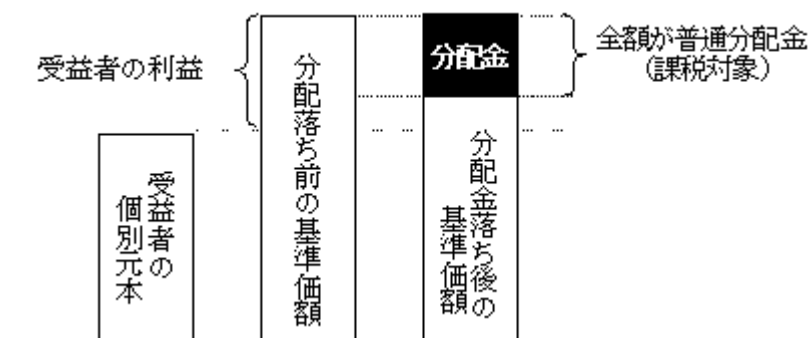 受益者の利益
分配金
全額が普通分配金
（課税対象）
受益者の
個別元本
分配落ち前の基準価額
分配金落ち後の
基準価額